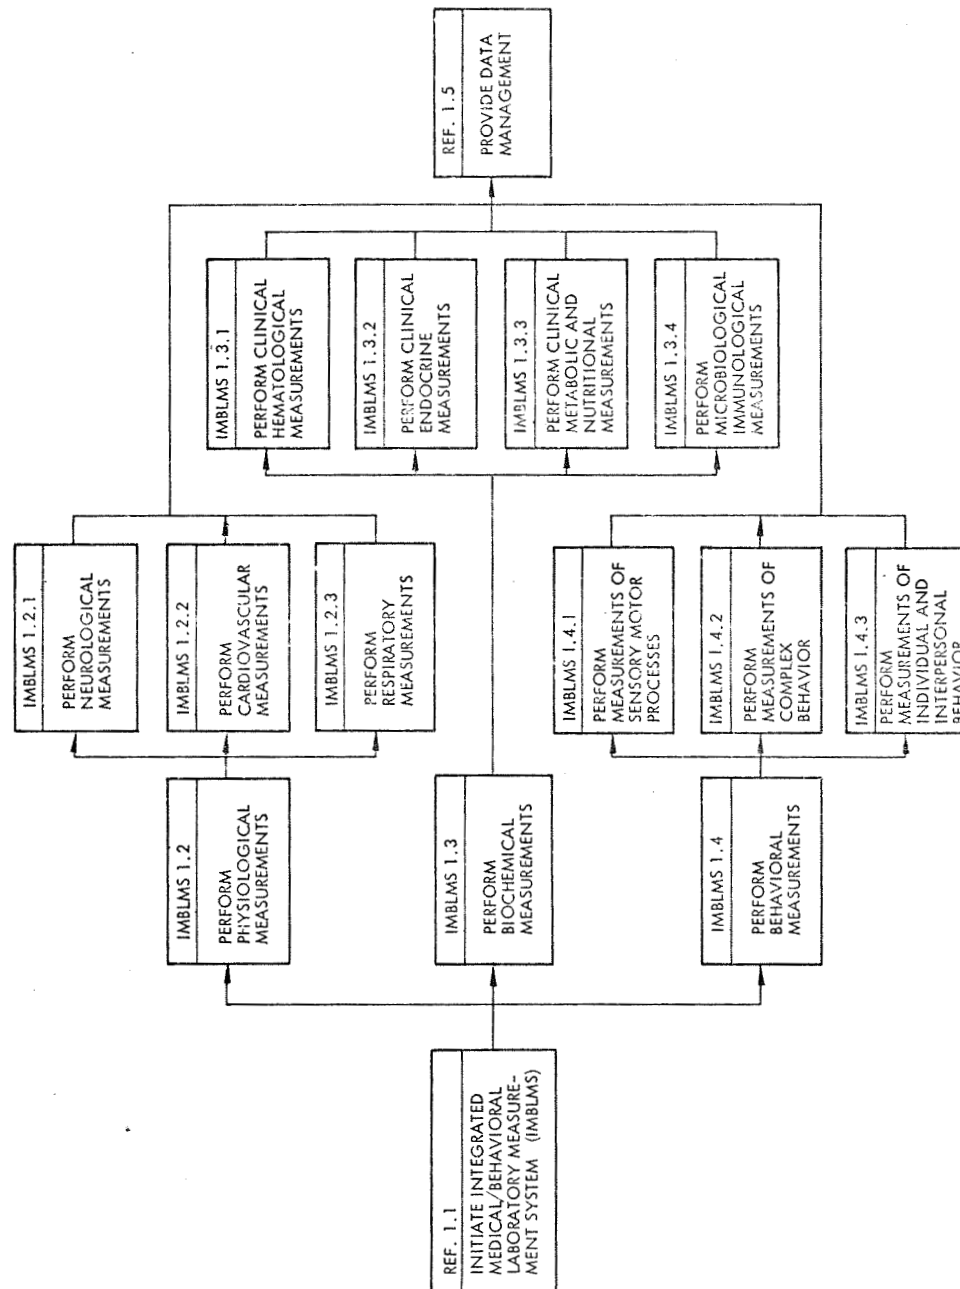 REF. 1.1
INITIATE INTEGRATED
MEDICAL/BEHAVIORAL
LABORATORY MEASURE-
MENT SYSTEM (IMBLMS)
IMBLMS 1.2
PERFORM
PHYSIOLOGICAL
MEASUREMENTS
IMBLMS 1.3
PERFORM
BIOCHEMICAL
MEASUREMENTS
IMBLMS 1.4
PERFORM
BEHAVIORAL
MEASUREMENTS
IMBLMS 1.2.1
PERFORM
NEUROLOGICAL
MEASUREMENTS
IMBLMS 1.2.2
PERFORM
CARDIOVASCULAR
MEASUREMENTS
IMBLMS 1.2.3
PERFORM
RESPIRATORY
MEASUREMENTS
IMBLMS 1.4.1
PERFORM
MEASUREMENTS OF
SENSORY MOTOR
PROCESSES
IMBLMS 1.4.2
PERFORM
MEASUREMENTS OF
COMPLEX
BEHAVIOR
IMBLMS 1.4.3
PERFORM
MEASUREMENTS OF
INDIVIDUAL AND
INTERPERSONAL
BEHAVIOR
IMBLMS 1.3.1
PERFORM CLINICAL
HEMATOLOGICAL
MEASUREMENTS
IMBLMS 1.3.2
PERFORM CLINICAL
ENDOCRINE
MEASUREMENTS
IMBLMS 1.3.3
PERFORM CLINICAL
METABOLIC AND
NUTRITIONAL
MEASUREMENTS
IMBLMS 1.3.4
PERFORM
MICROBIOLOGICAL
IMMUNOLOGICAL
MEASUREMENTS
REF. 1.5
PROVIDE DATA
MANAGEMENT